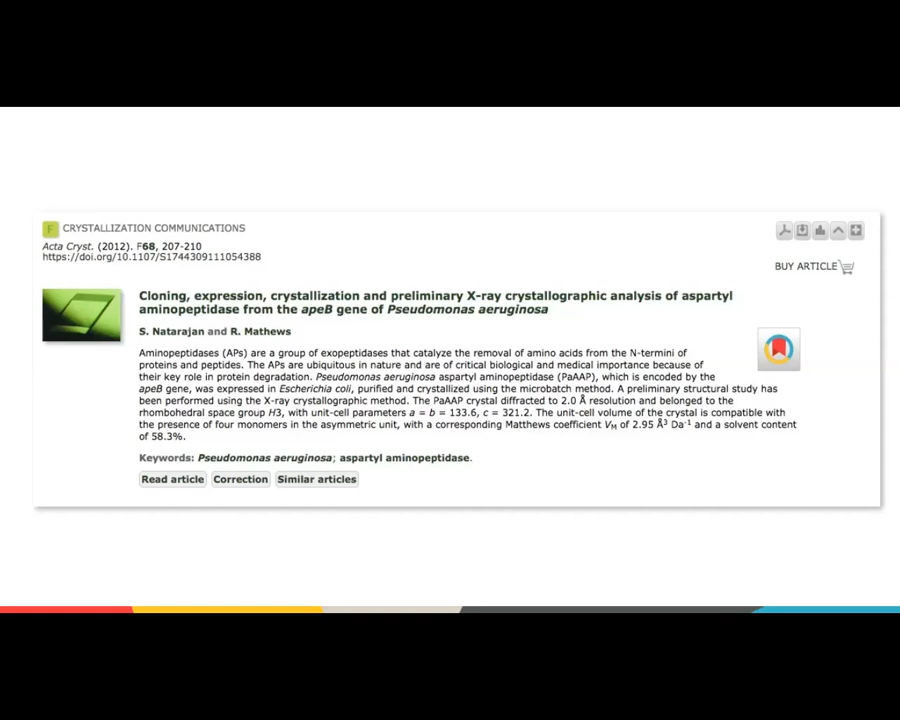 F CRYSTALLIZATION COMMUNICATIONS
Acta Cryst. (2012). F68, 207-210
https://doi.org/10.1107/S1744309111054388
BUY ARTICLE
Cloning, expression, crystallization and preliminary X-ray crystallographic analysis of aspartyl
aminopeptidase from the apeB gene of Pseudomonas aeruginosa
S. Natarajan and R. Mathews
Aminopeptidases (APs) are a group of exopeptidases that catalyze the removal of amino acids from the N-termini of
proteins and peptides. The APs are ubiquitous in nature and are of critical biological and medical importance because of
their key role in protein degradation. Pseudomonas aeruginosa aspartyl aminopeptidase (PaAAP), which is encoded by the
apeB gene, was expressed in Escherichia coli, purified and crystallized using the microbatch method. A preliminary structural study has
been performed using the X-ray crystallographic method. The PaAAP crystal diffracted to 2.0 Å resolution and belonged to the
rhombohedral space group H3, with unit-cell parameters a = b = 133.6, c = 321.2. The unit-cell volume of the crystal is compatible with
the presence of four monomers in the asymmetric unit, with a corresponding Matthews coefficient VM of 2.95 Å3 Da-1 and a solvent content
of 58.3%.
Keywords: Pseudomonas aeruginosa; aspartyl aminopeptidase.
Read article Correction Similar articles